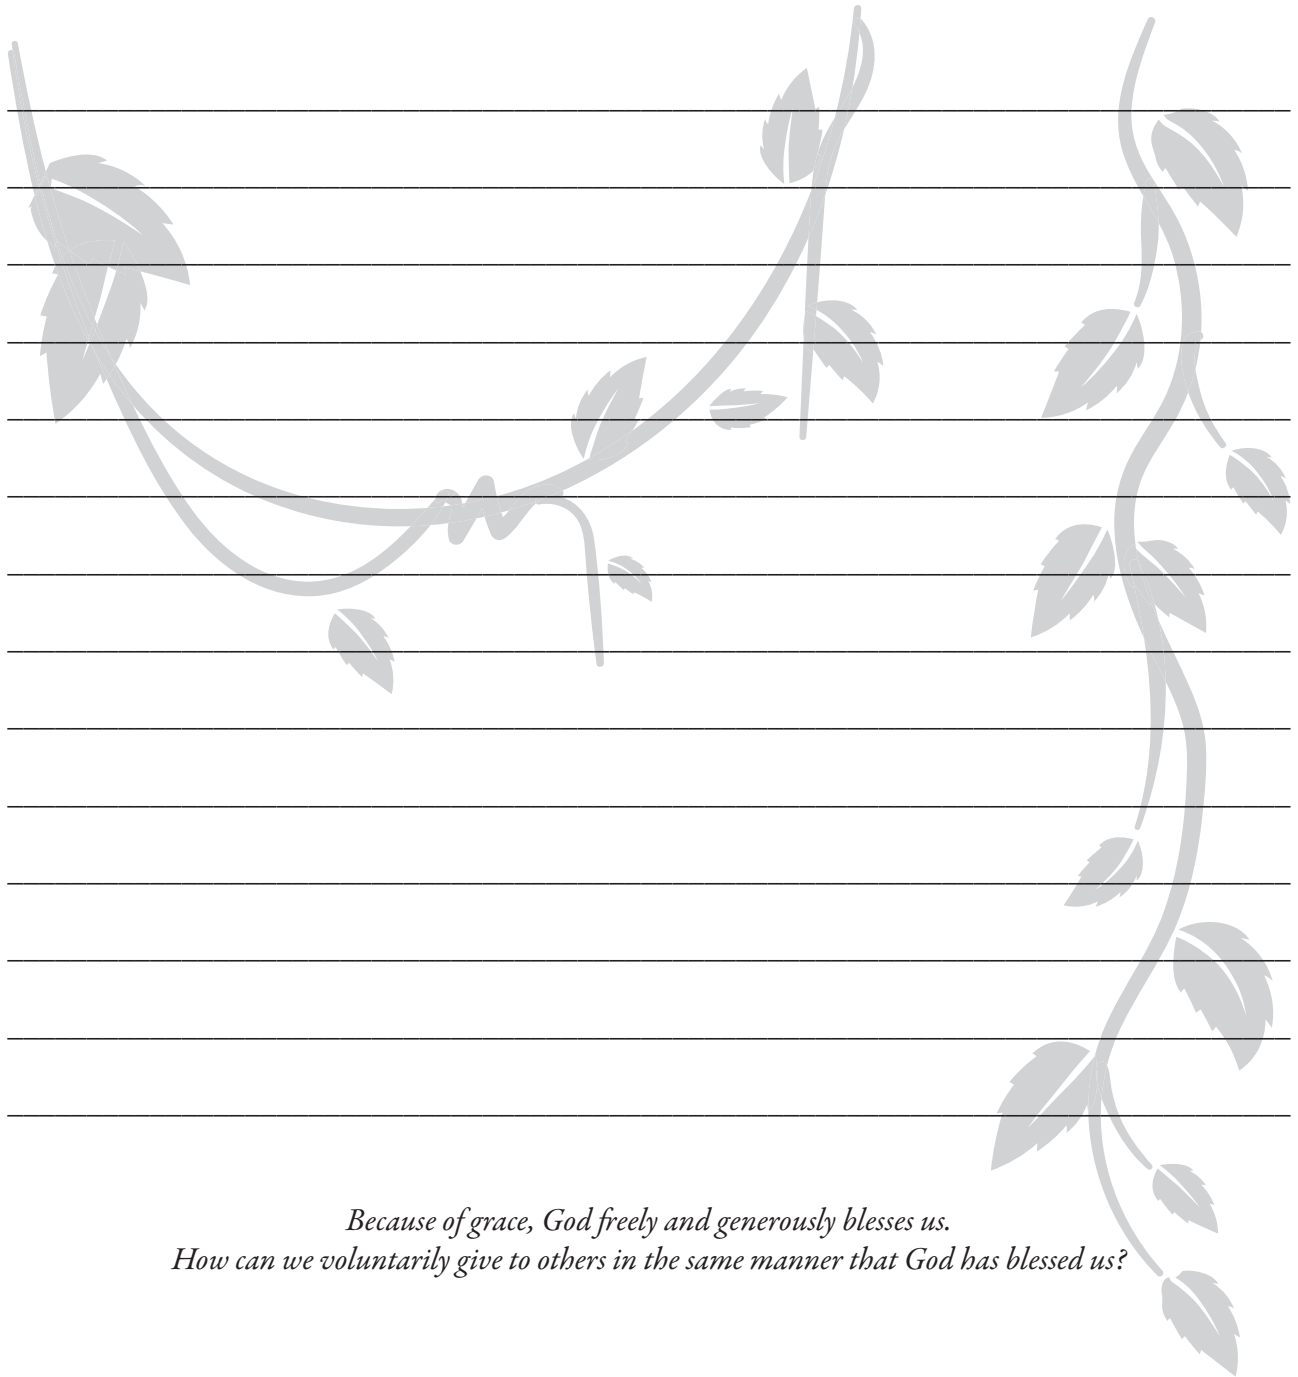 Because of grace, God freely and generously blesses us.
How can we voluntarily give to others in the same manner that God has blessed us?